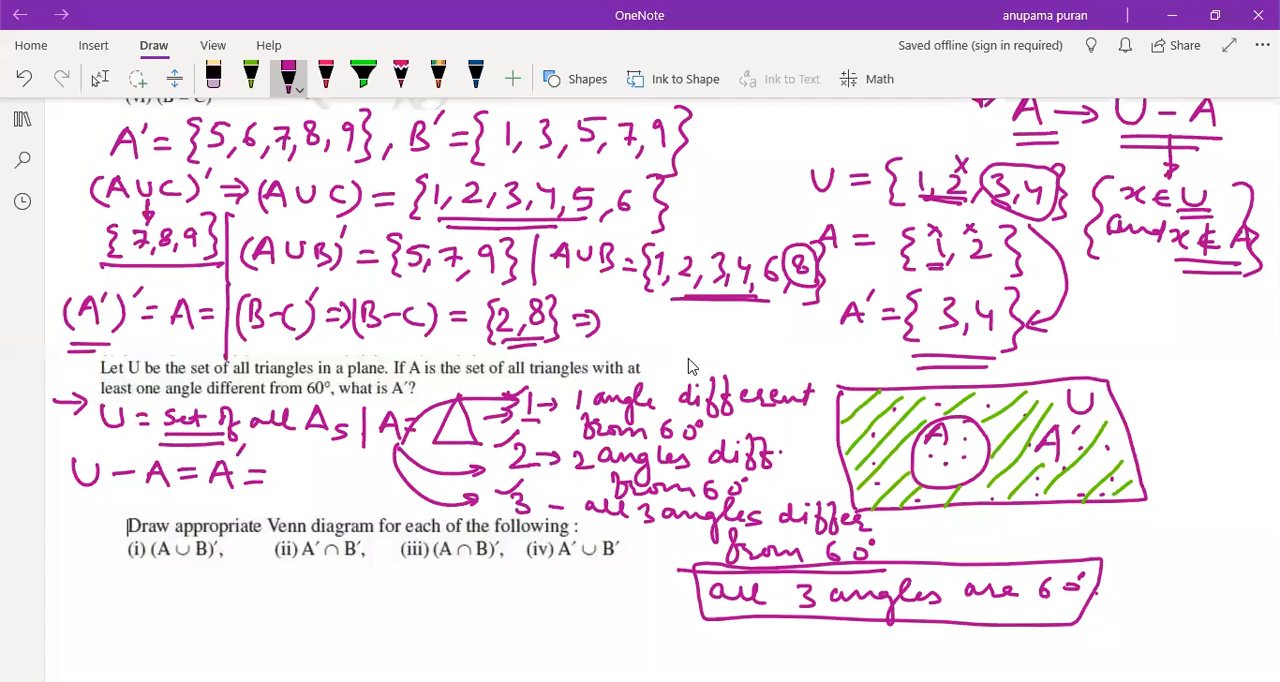 OneNote
anupama puran
Home Insert Draw View Help
Saved offline (sign in required) Share
Shapes Ink to Shape Ink to Text Math
(vi) (B – C)′
A → U – A
A′ = {5, 6, 7, 8, 9}, B′ = {1, 3, 5, 7, 9}
(A ∪ C)′ ⇒ (A ∪ C) = {1, 2, 3, 4, 5, 6}
{7, 8, 9}
(A ∪ B)′ = {5, 7, 9} | A ∪ B = {1, 2, 3, 4, 6, 8}
(A′)′ = A =
(B – C)′ ⇒ (B – C) = {2, 8} ⇒
U = {1, 2, 3, 4}
A = {1, 2}
A′ = {3, 4}
{x ∈ U
and x ∉ A}
Let U be the set of all triangles in a plane. If A is the set of all triangles with at
least one angle different from 60°, what is A′?
→ U = set of all Δs | A =
U – A = A′ =
1 → 1 angle different
from 60°
2 → 2 angles diff.
from 60°
3 – all 3 angles differ
from 60°
all 3 angles are 60°
U
A
A′
Draw appropriate Venn diagram for each of the following :
(i) (A ∪ B)′, (ii) A′ ∩ B′, (iii) (A ∩ B)′, (iv) A′ ∪ B′